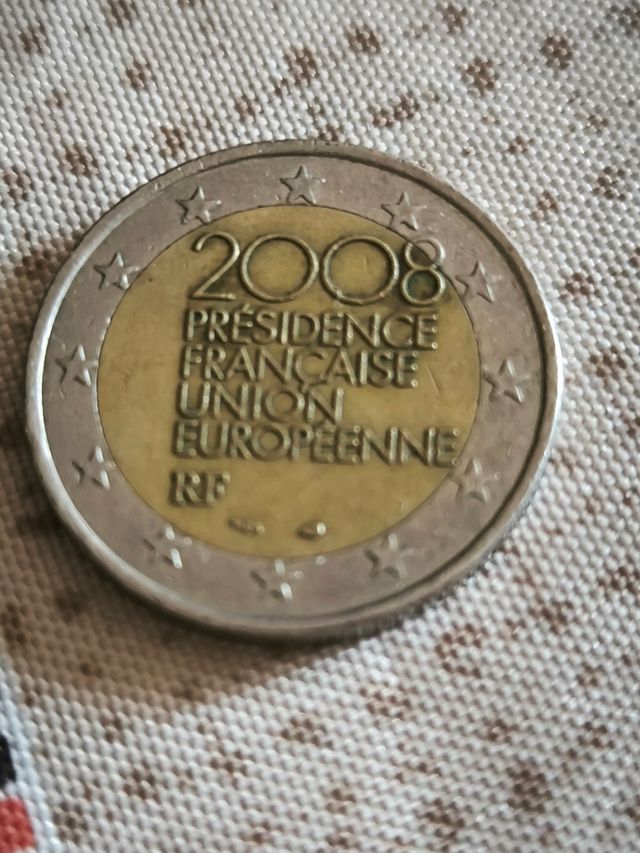 2008
PRÉSIDENCE
FRANÇAISE
UNION
EUROPÉENNE
RF